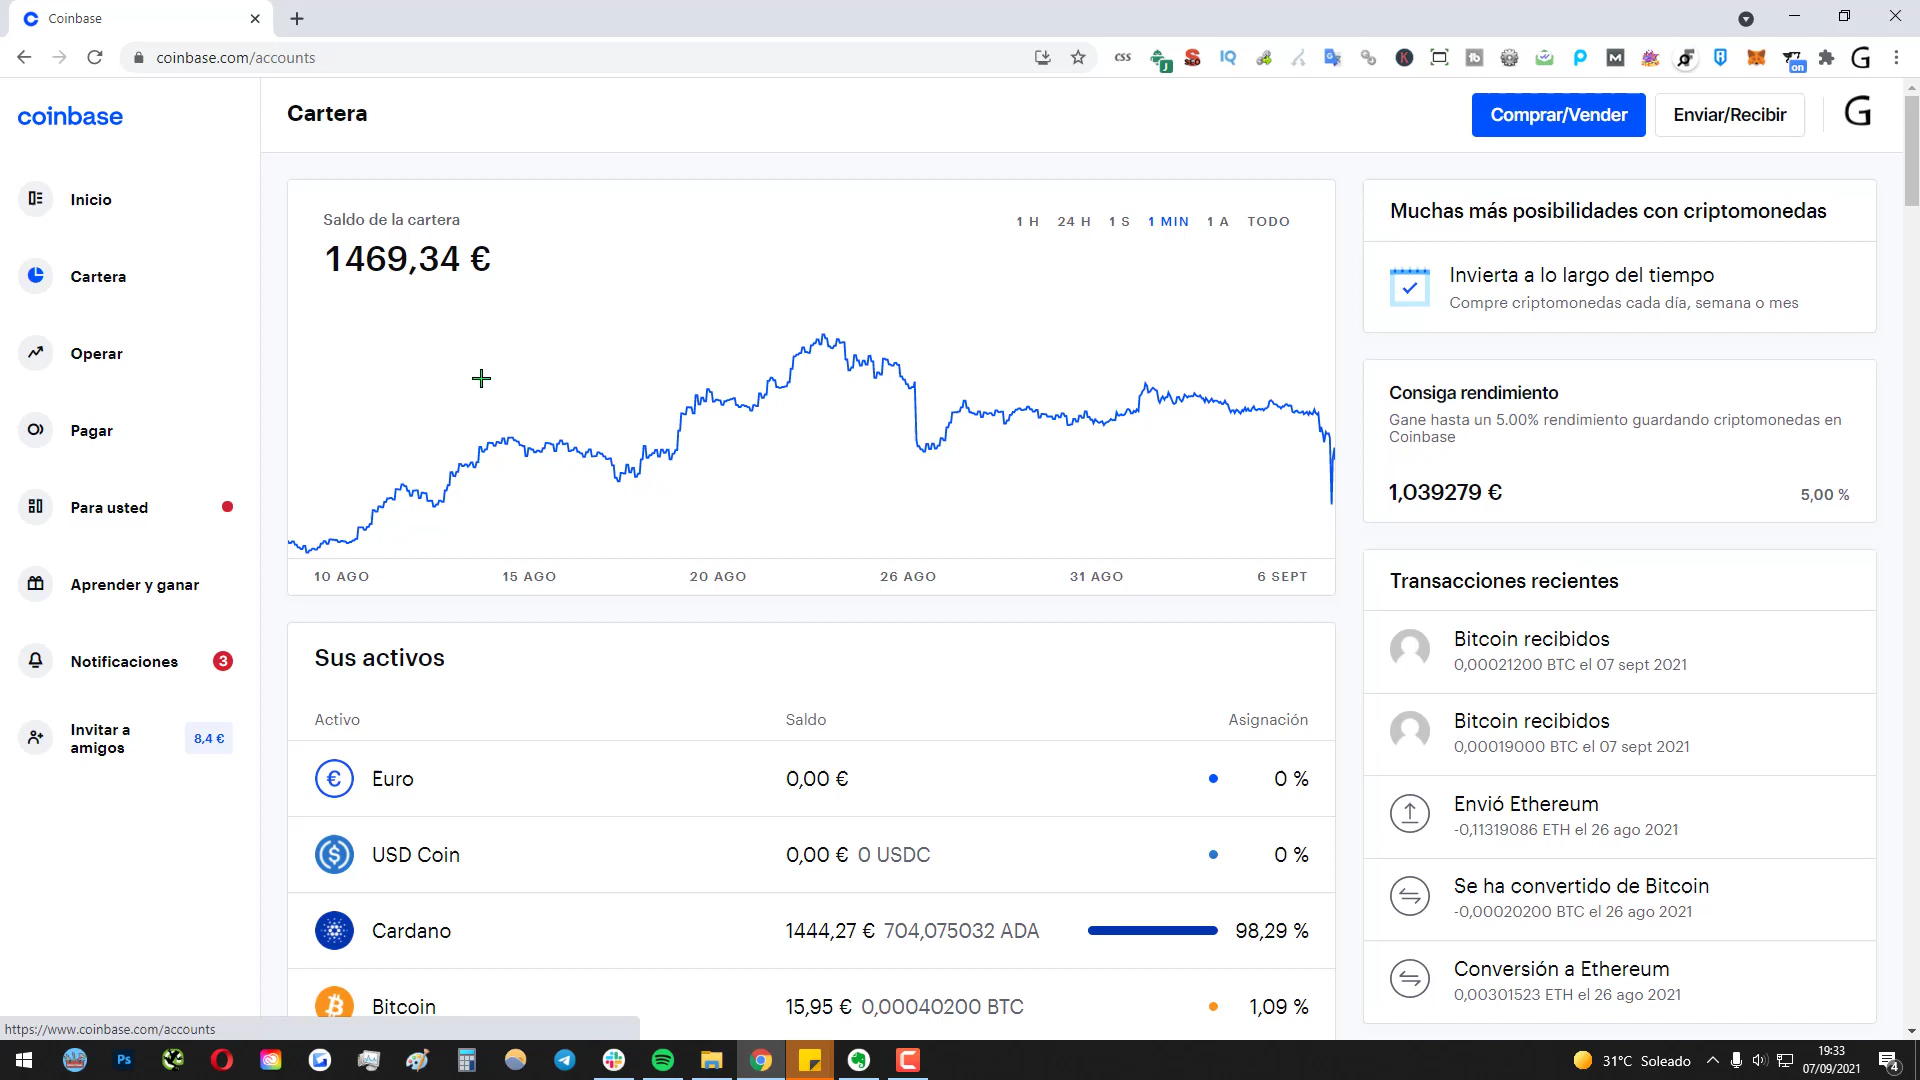 Coinbase
coinbase.com/accounts
css
J
SEO
IQ
K
tb
M
on
G
coinbase
Cartera
Comprar/Vender
Enviar/Recibir
G
Inicio
Cartera
Operar
Pagar
Para usted
Aprender y ganar
Notificaciones
3
Invitar a amigos
8,4 €
Saldo de la cartera
1469,34 €
1 H 24 H 1 S 1 MIN 1 A TODO
10 AGO 15 AGO 20 AGO 26 AGO 31 AGO 6 SEPT
Sus activos
Activo Saldo Asignación
Euro 0,00 € 0 %
USD Coin 0,00 € 0 USDC 0 %
Cardano 1444,27 € 704,075032 ADA 98,29 %
Bitcoin 15,95 € 0,00040200 BTC 1,09 %
Muchas más posibilidades con criptomonedas
Invierta a lo largo del tiempo
Compre criptomonedas cada día, semana o mes
Consiga rendimiento
Gane hasta un 5.00% rendimiento guardando criptomonedas en
Coinbase
1,039279 € 5,00 %
Transacciones recientes
Bitcoin recibidos
0,00021200 BTC el 07 sept 2021
Bitcoin recibidos
0,00019000 BTC el 07 sept 2021
Envió Ethereum
-0,11319086 ETH el 26 ago 2021
Se ha convertido de Bitcoin
-0,00020200 BTC el 26 ago 2021
Conversión a Ethereum
0,00301523 ETH el 26 ago 2021
https://www.coinbase.com/accounts
Ps
31°C Soleado
19:33
07/09/2021
4